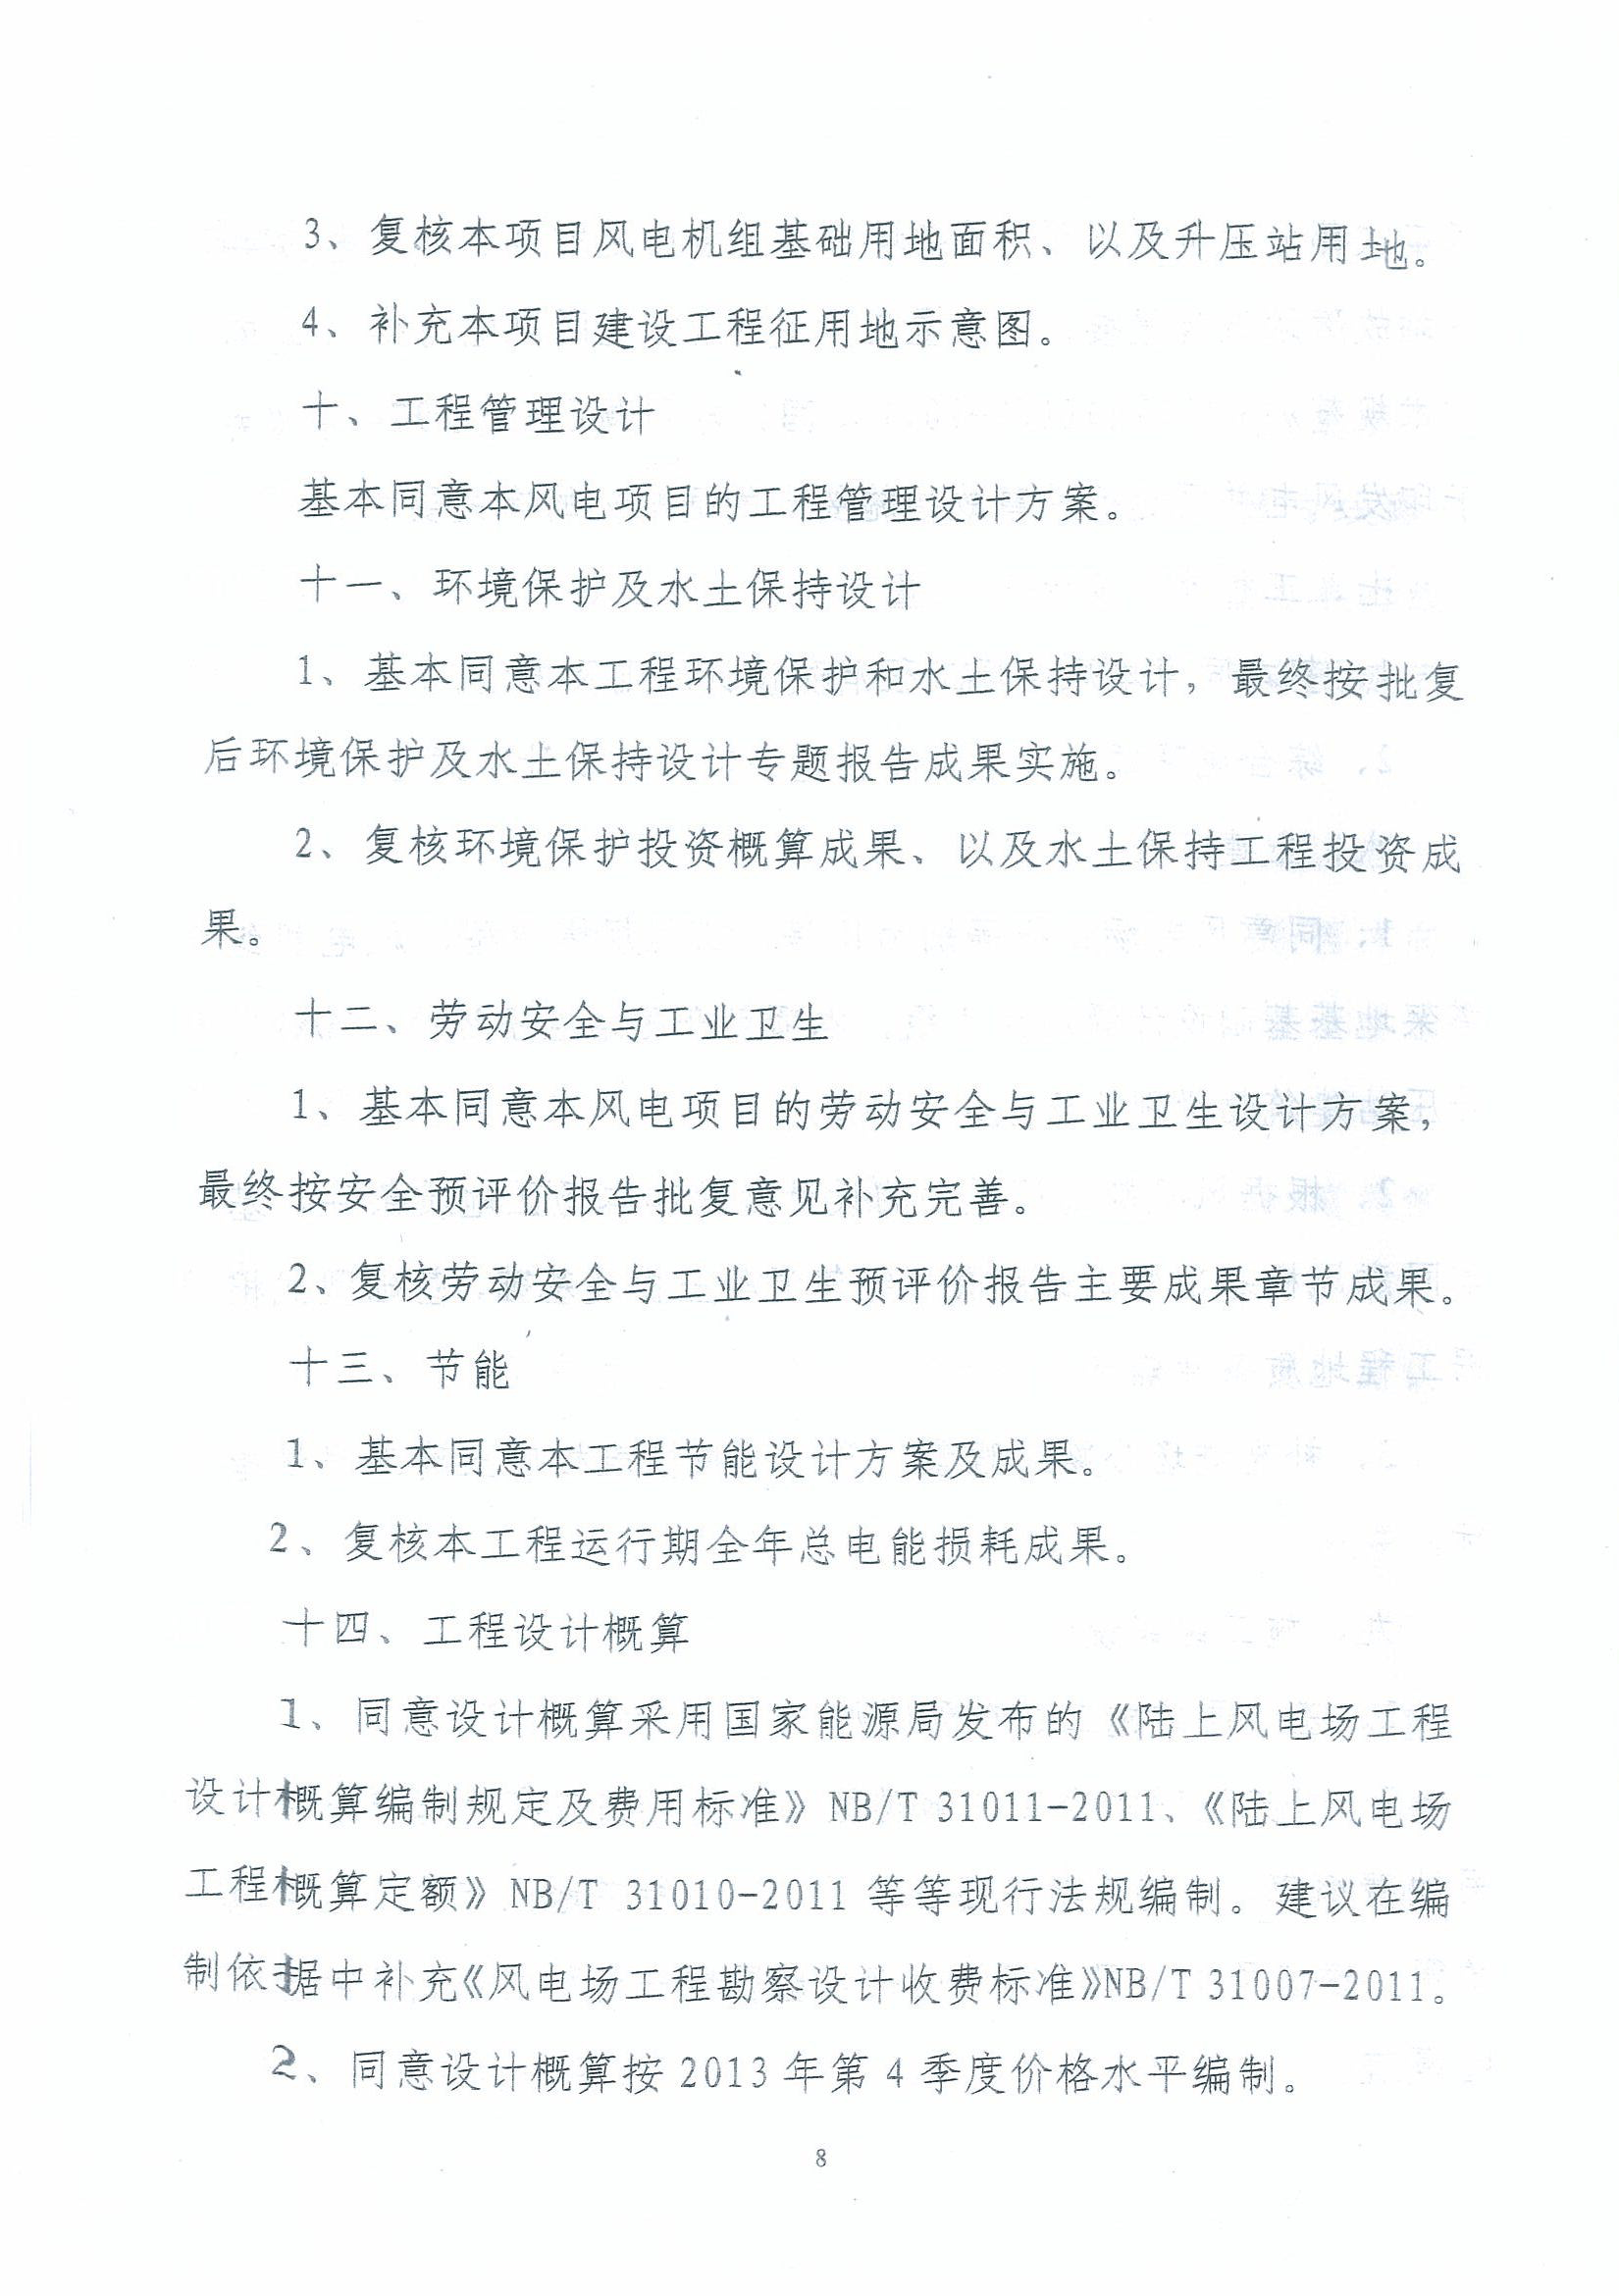 3、复核本项目风电机组基础用地面积、以及升压站用地。
4、补充本项目建设工程征用地示意图。
十、工程管理设计
基本同意本风电项目的工程管理设计方案。
十一、环境保护及水土保持设计
1、基本同意本工程环境保护和水土保持设计，最终按批复
后环境保护及水土保持设计专题报告成果实施。
2、复核环境保护投资概算成果、以及水土保持工程投资成
果。
十二、劳动安全与工业卫生
1、基本同意本风电项目的劳动安全与工业卫生设计方案，
最终按安全预评价报告批复意见补充完善。
2、复核劳动安全与工业卫生预评价报告主要成果章节成果。
十三、节能
1、基本同意本工程节能设计方案及成果。
2、复核本工程运行期全年总电能损耗成果。
十四、工程设计概算
1、同意设计概算采用国家能源局发布的《陆上风电场工程
设计概算编制规定及费用标准》NB/T 31011-2011、《陆上风电场
工程概算定额》NB/T 31010-2011 等等现行法规编制。建议在编
制依据中补充《风电场工程勘察设计收费标准》NB/T 31007-2011。
2、同意设计概算按 2013 年第 4 季度价格水平编制。
8